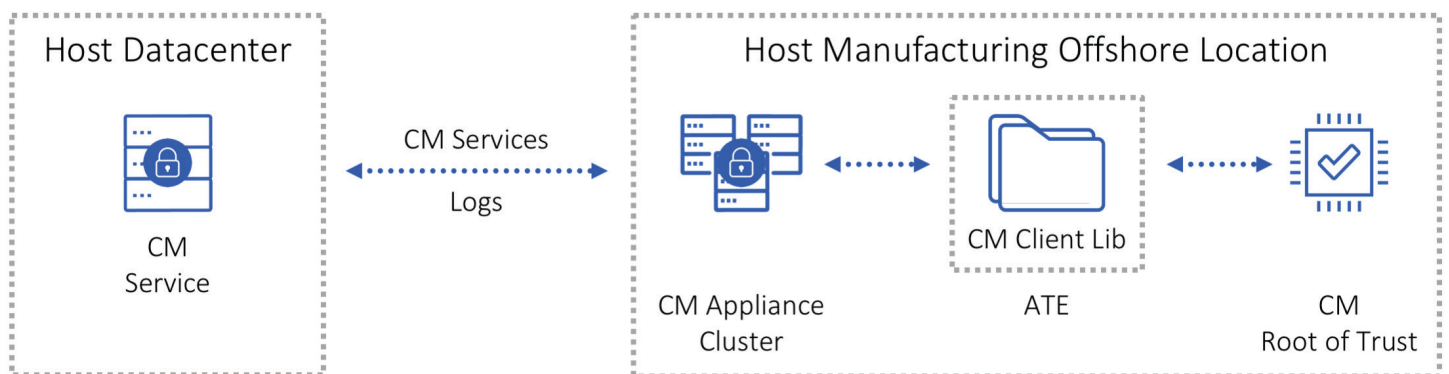 Host Datacenter
CM
Service
CM Services
Logs
Host Manufacturing Offshore Location
CM Appliance
Cluster
CM Client Lib
ATE
CM
Root of Trust